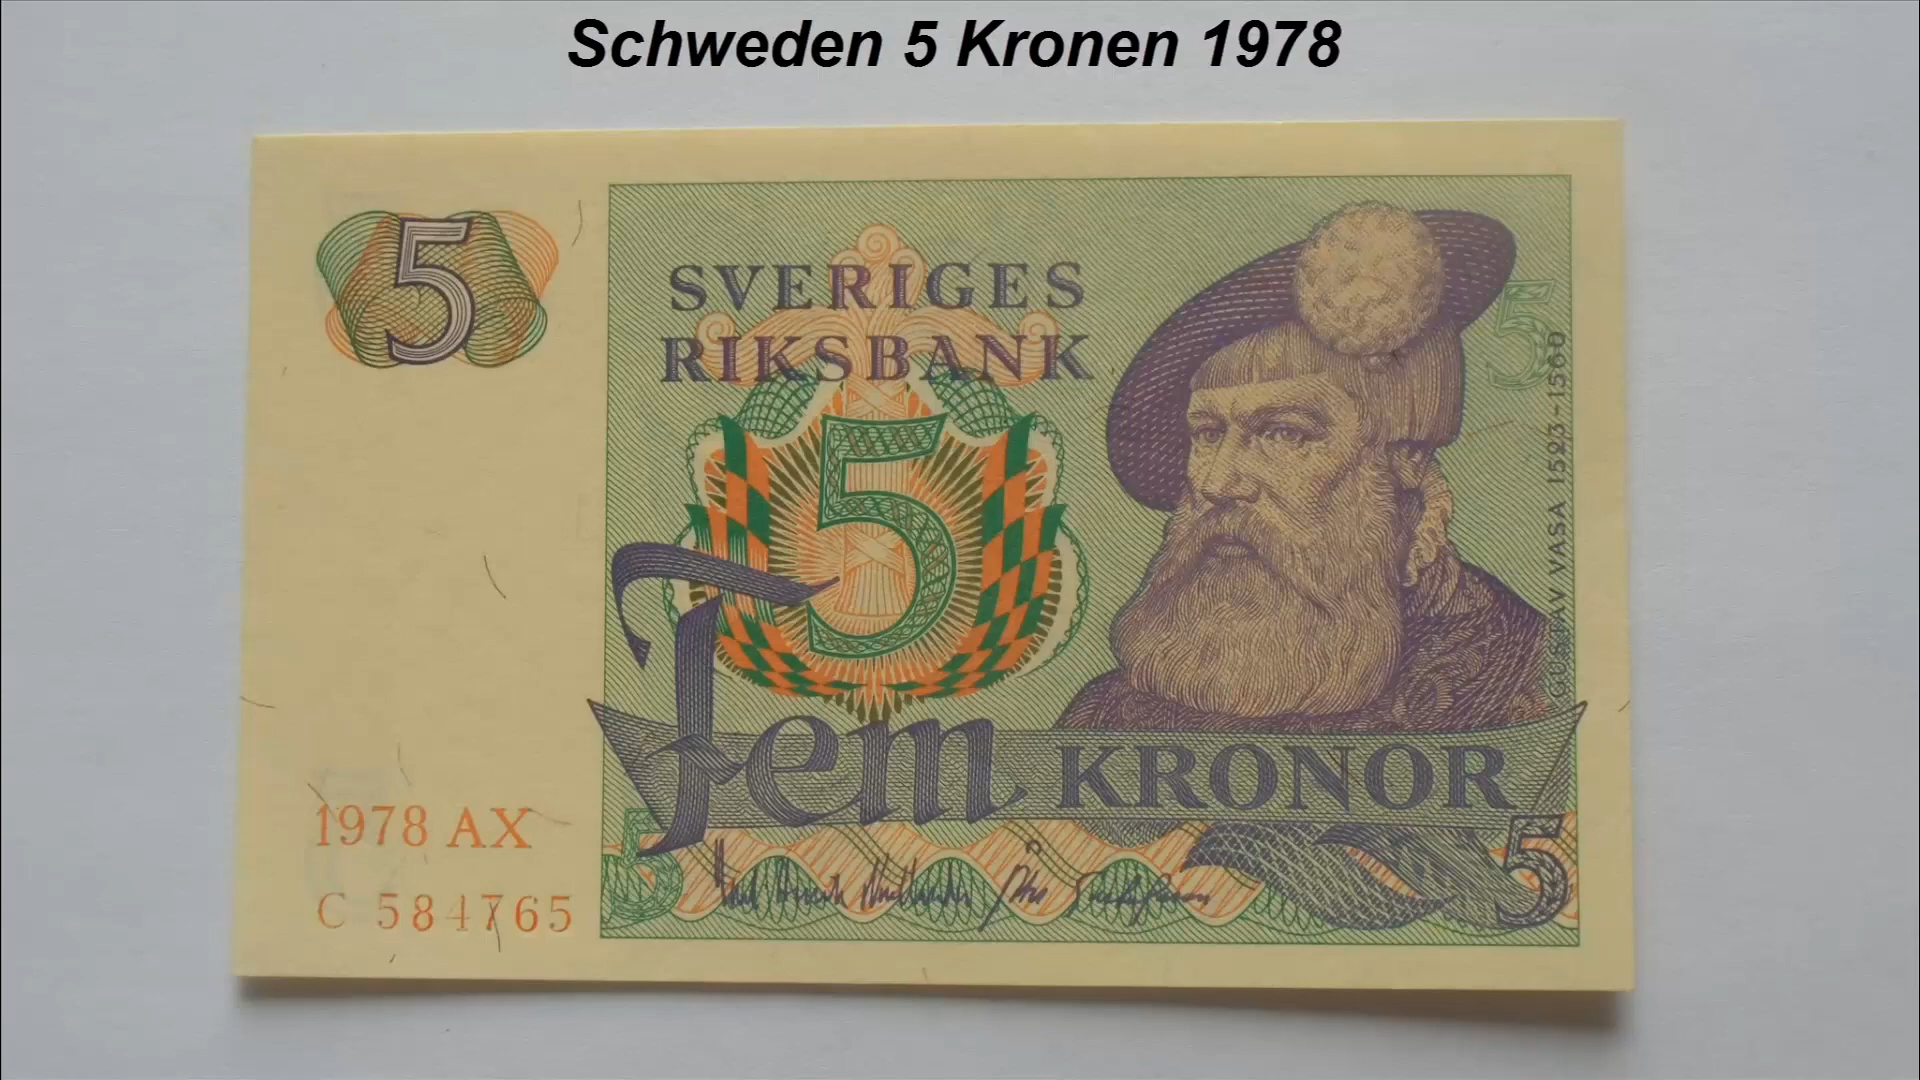 Schweden 5 Kronen 1978
5
SVERIGES
RIKSBANK
5
5
GUSTAV VASA 1523-1560
fem KRONOR
1978 AX
C 584765
5
5